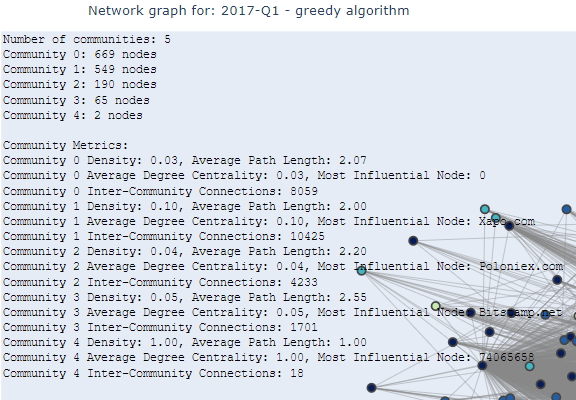 Network graph for: 2017-Q1 - greedy algorithm
Number of communities: 5
Community 0: 669 nodes
Community 1: 549 nodes
Community 2: 190 nodes
Community 3: 65 nodes
Community 4: 2 nodes
Community Metrics:
Community 0 Density: 0.03, Average Path Length: 2.07
Community 0 Average Degree Centrality: 0.03, Most Influential Node: 0
Community 0 Inter-Community Connections: 8059
Community 1 Density: 0.10, Average Path Length: 2.00
Community 1 Average Degree Centrality: 0.10, Most Influential Node: Xapo.com
Community 1 Inter-Community Connections: 10425
Community 2 Density: 0.04, Average Path Length: 2.20
Community 2 Average Degree Centrality: 0.04, Most Influential Node: Poloniex.com
Community 2 Inter-Community Connections: 4233
Community 3 Density: 0.05, Average Path Length: 2.55
Community 3 Average Degree Centrality: 0.05, Most Influential Node: Bitstamp.net
Community 3 Inter-Community Connections: 1701
Community 4 Density: 1.00, Average Path Length: 1.00
Community 4 Average Degree Centrality: 1.00, Most Influential Node: 74065658
Community 4 Inter-Community Connections: 18